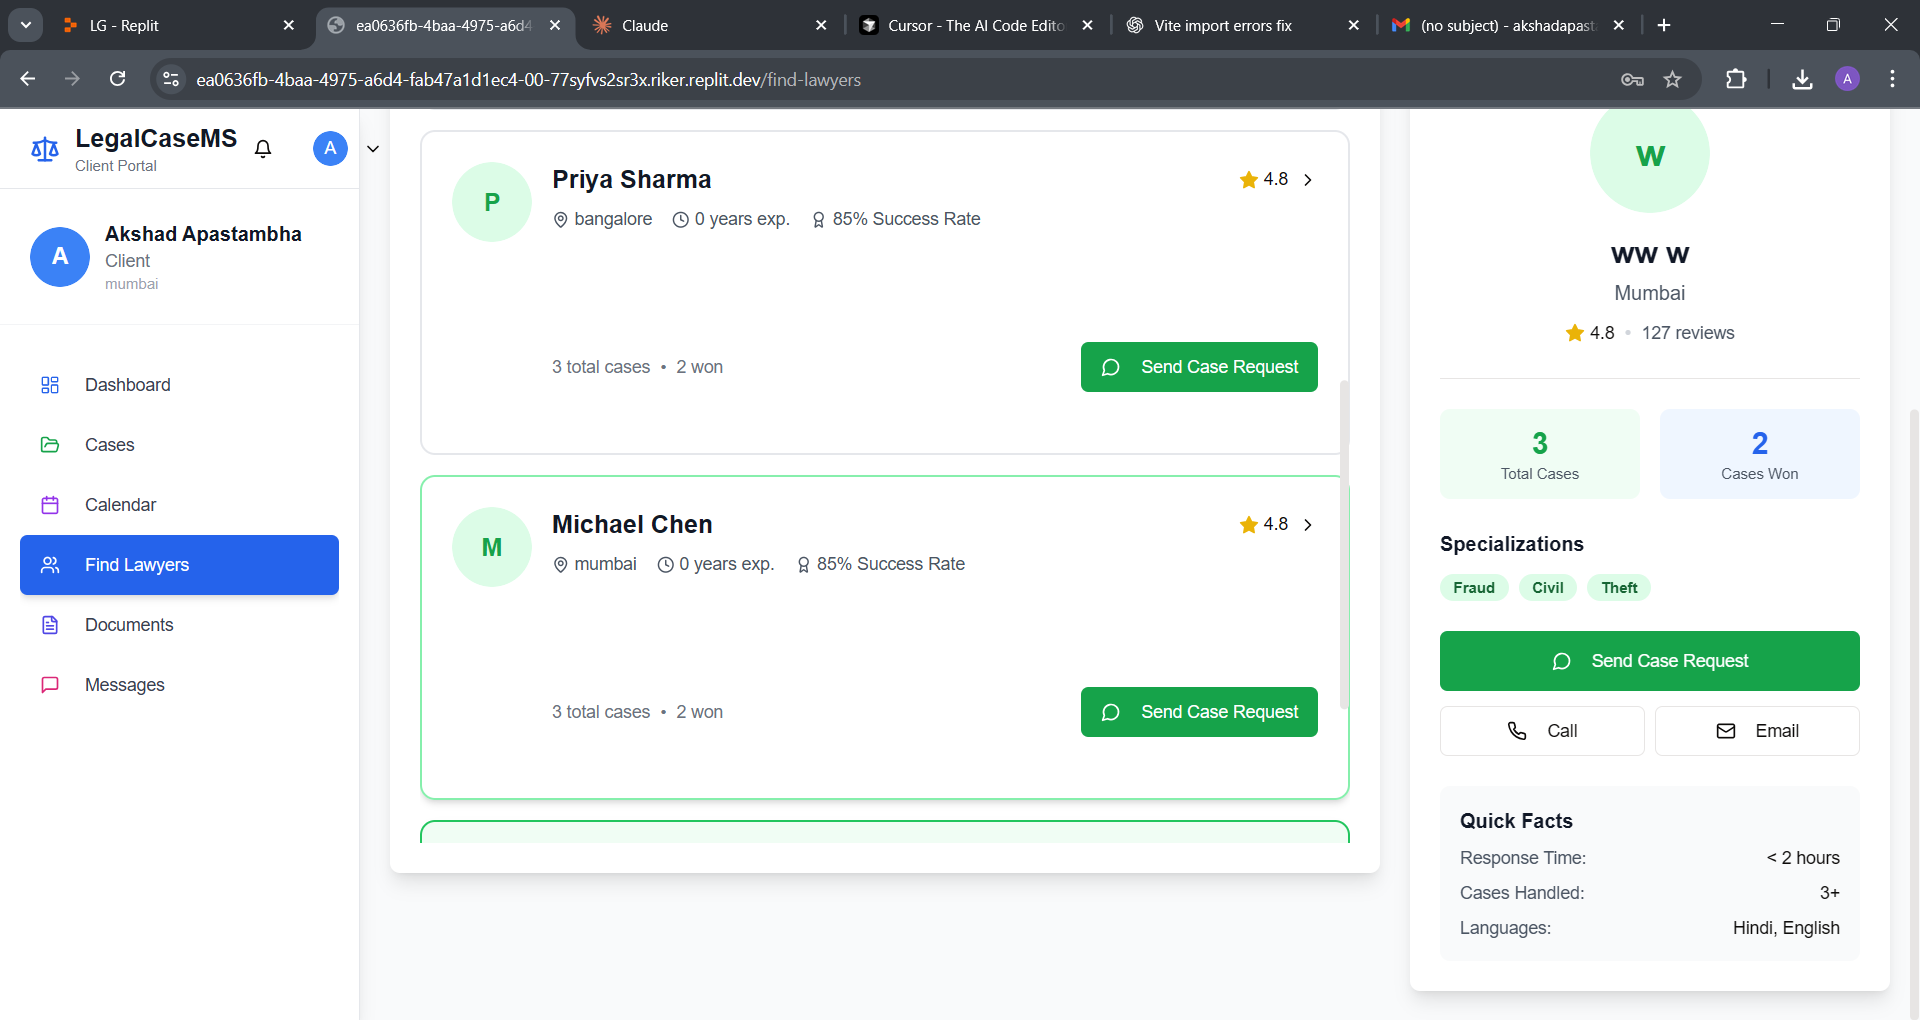 LG - Replit
ea0636fb-4baa-4975-a6d4
Claude
Cursor - The AI Code Edito
Vite import errors fix
(no subject) - akshadapast
ea0636fb-4baa-4975-a6d4-fab47a1d1ec4-00-77syfvs2sr3x.riker.replit.dev/find-lawyers
A
LegalCaseMS
Client Portal
A
A
Akshad Apastambha
Client
mumbai
Dashboard
Cases
Calendar
Find Lawyers
Documents
Messages
P
Priya Sharma
4.8
bangalore 0 years exp. 85% Success Rate
3 total cases • 2 won
Send Case Request
M
Michael Chen
4.8
mumbai 0 years exp. 85% Success Rate
3 total cases • 2 won
Send Case Request
w
ww w
Mumbai
4.8 • 127 reviews
3
Total Cases
2
Cases Won
Specializations
Fraud Civil Theft
Send Case Request
Call
Email
Quick Facts
Response Time: < 2 hours
Cases Handled: 3+
Languages: Hindi, English